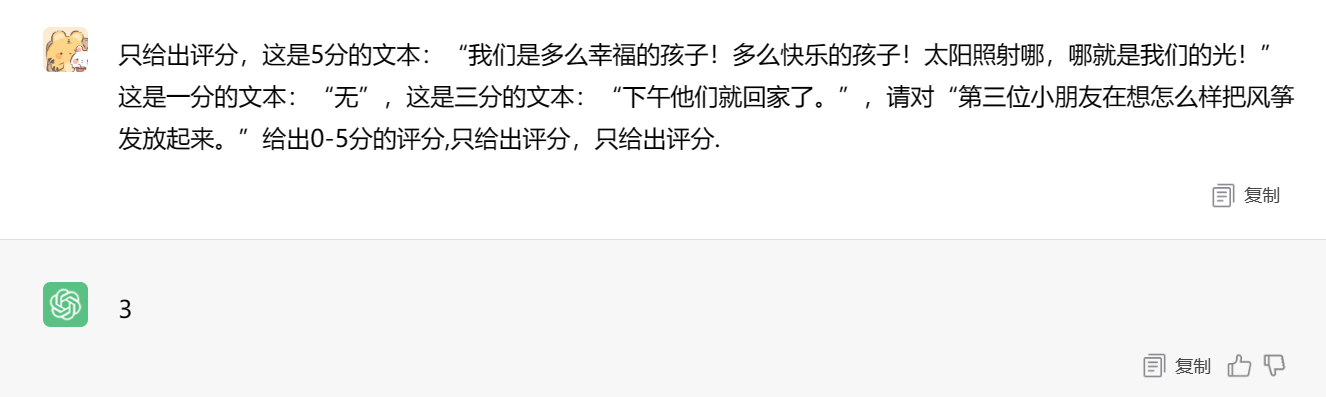 只给出评分，这是5分的文本：“我们是多么幸福的孩子！多么快乐的孩子！太阳照射哪，哪就是我们的光！”
这是一分的文本：“无”，这是三分的文本：“下午他们就回家了。”，请对“第三位小朋友在想怎么样把风筝
发放起来。”给出0-5分的评分,只给出评分，只给出评分.
复制
3
复制